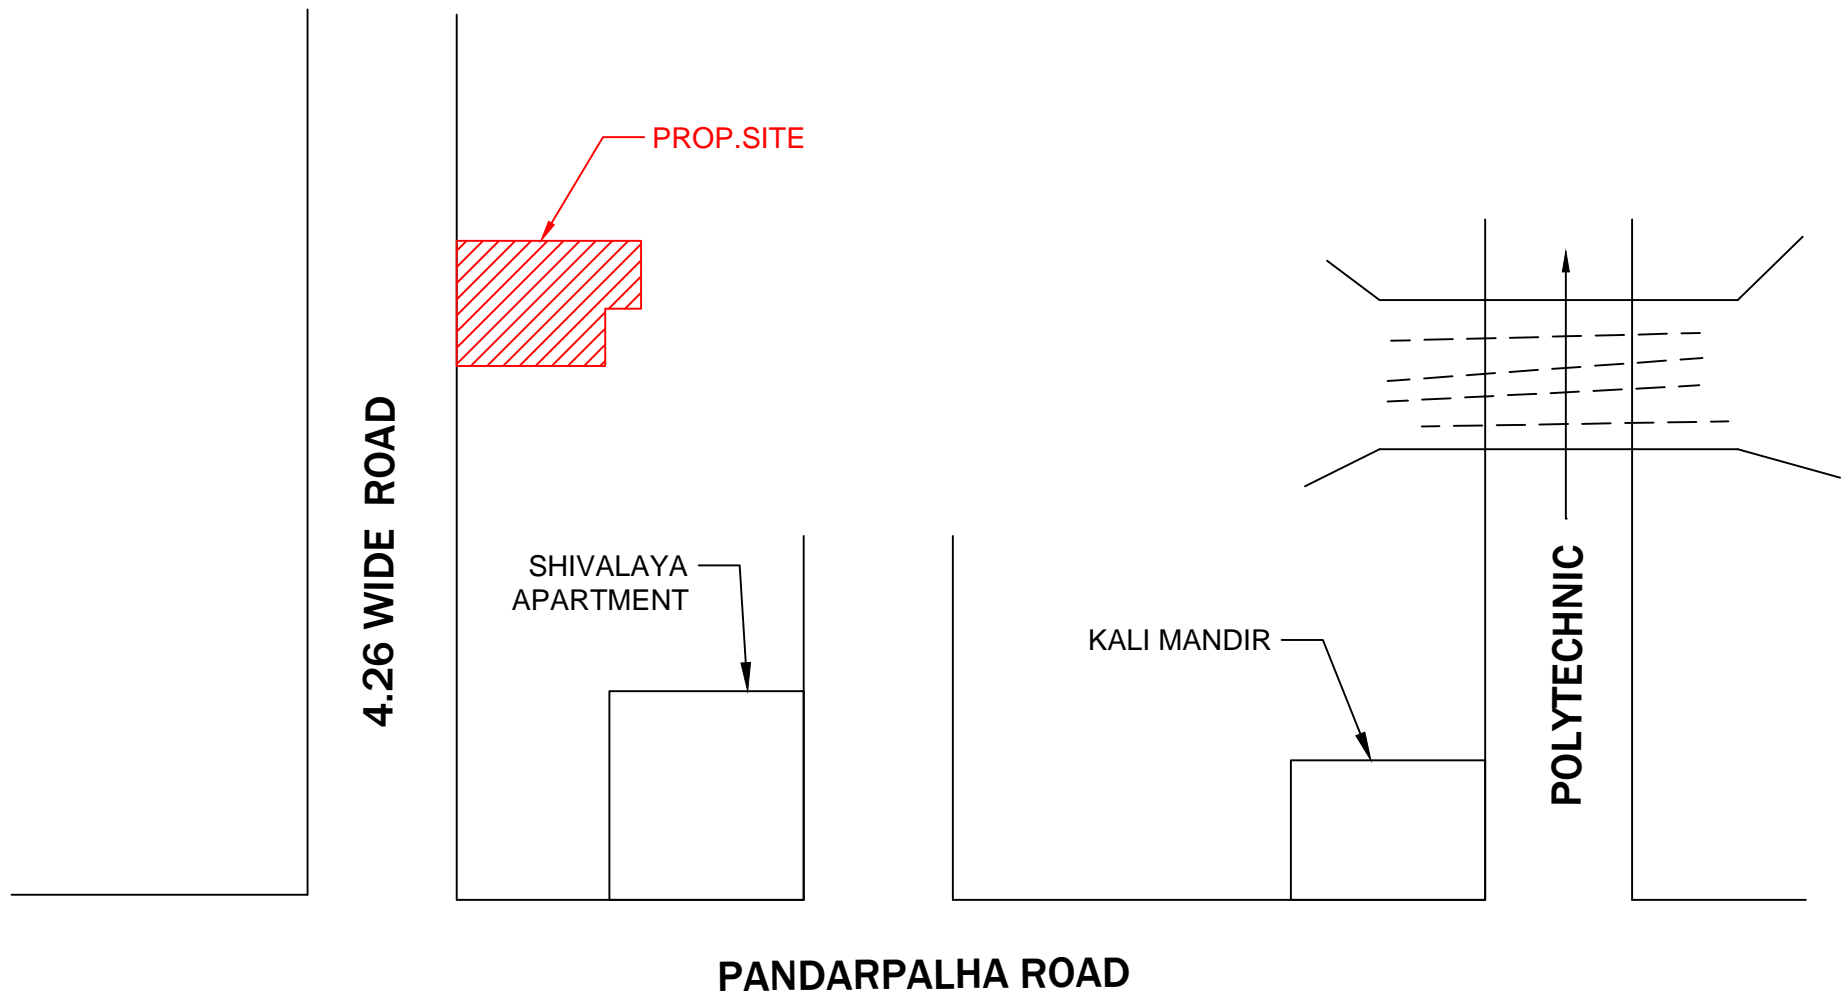 PROP.SITE
4.26 WIDE ROAD
SHIVALAYA
APARTMENT
KALI MANDIR
POLYTECHNIC
PANDARPALHA ROAD